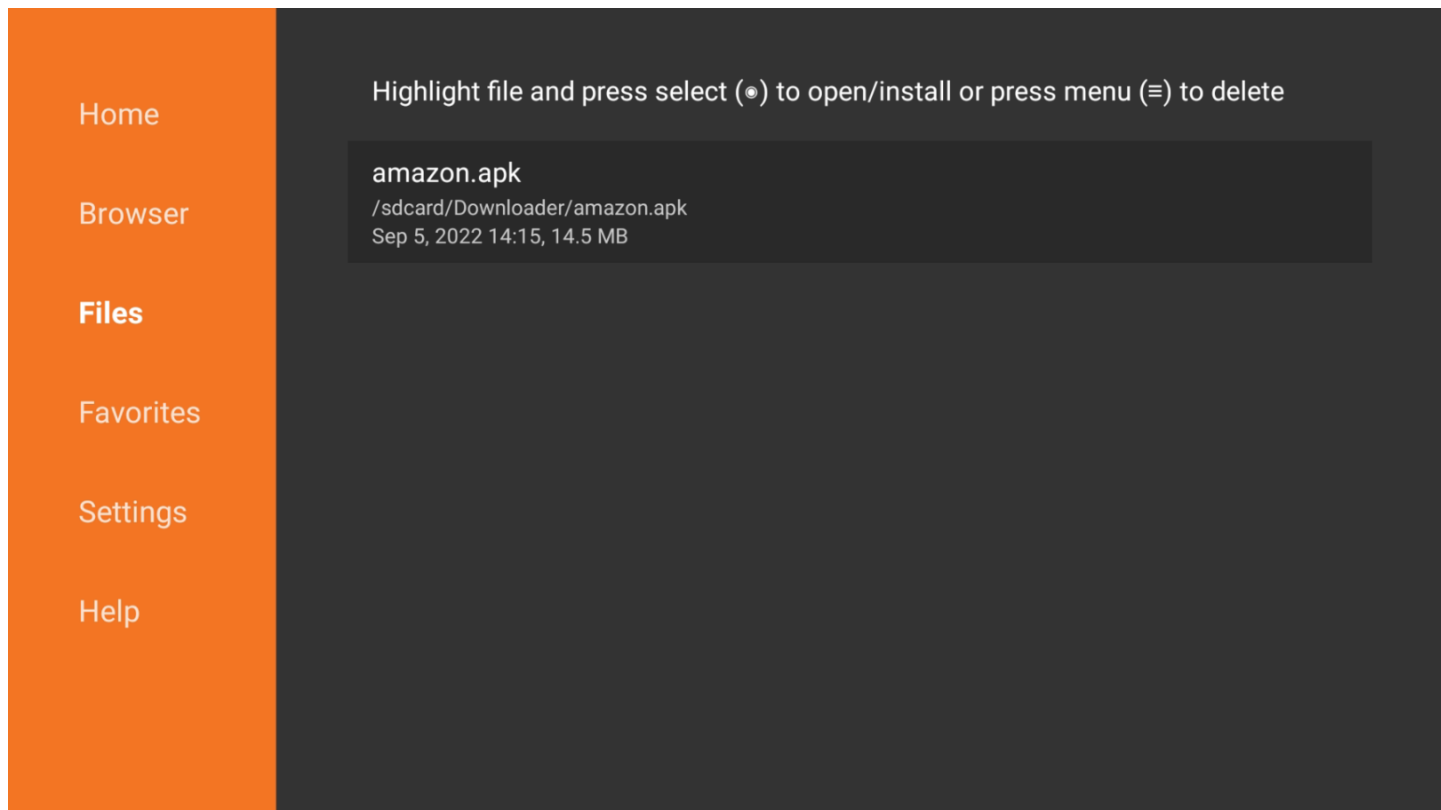 Home
Browser
Files
Favorites
Settings
Help
Highlight file and press select (◉) to open/install or press menu (≡) to delete
amazon.apk
/sdcard/Downloader/amazon.apk
Sep 5, 2022 14:15, 14.5 MB